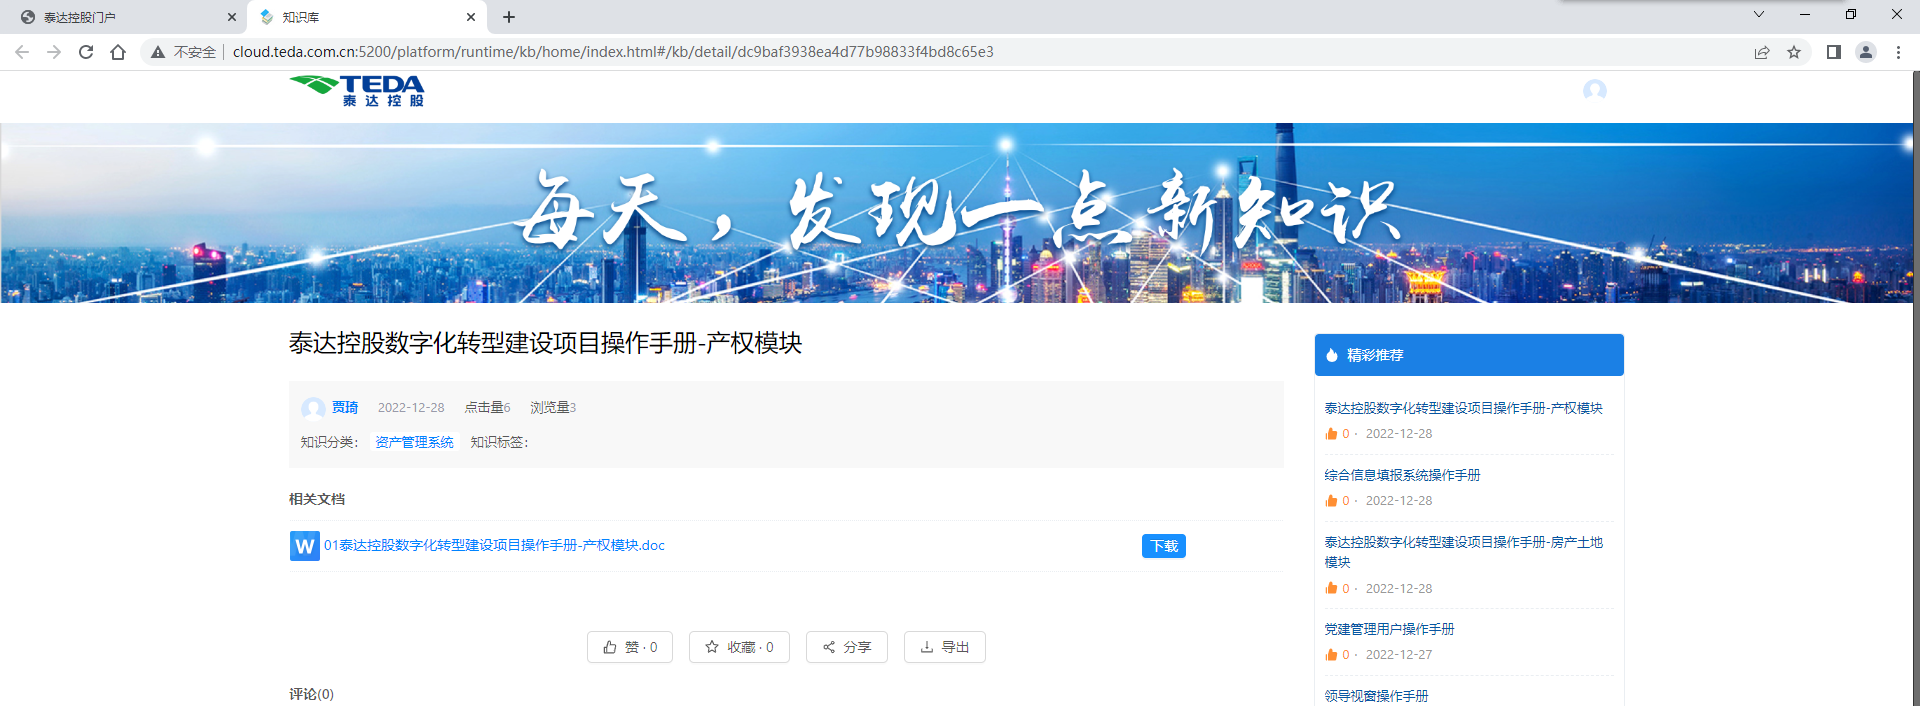 泰达控股门户
知识库
不安全
cloud.teda.com.cn:5200/platform/runtime/kb/home/index.html#/kb/detail/dc9baf3938ea4d77b98833f4bd8c65e3
TEDA
泰达控股
每天，发现一点新知识
泰达控股数字化转型建设项目操作手册-产权模块
贾琦 2022-12-28 点击量6 浏览量3
知识分类： 资产管理系统 知识标签：
相关文档
W 01泰达控股数字化转型建设项目操作手册-产权模块.doc 下载
赞 · 0 收藏 · 0 分享 导出
评论(0)
精彩推荐
泰达控股数字化转型建设项目操作手册-产权模块
0 · 2022-12-28
综合信息填报系统操作手册
0 · 2022-12-28
泰达控股数字化转型建设项目操作手册-房产土地
模块
0 · 2022-12-28
党建管理用户操作手册
0 · 2022-12-27
领导视窗操作手册